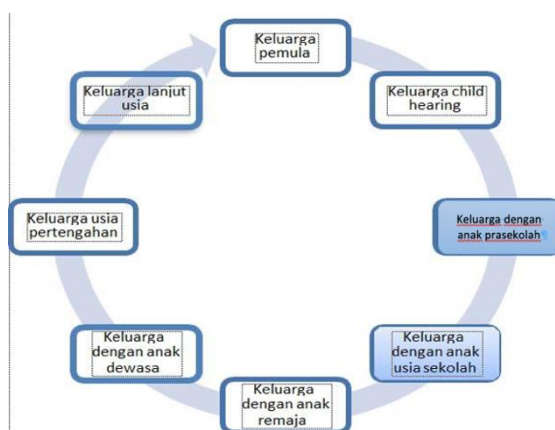 Keluarga
pemula
Keluarga child
hearing
Keluarga dengan
anak prasekolah
Keluarga
dengan anak
usia sekolah
Keluarga
dengan anak
remaja
Keluarga
dengan anak
dewasa
Keluarga usia
pertengahan
Keluarga lanjut
usia